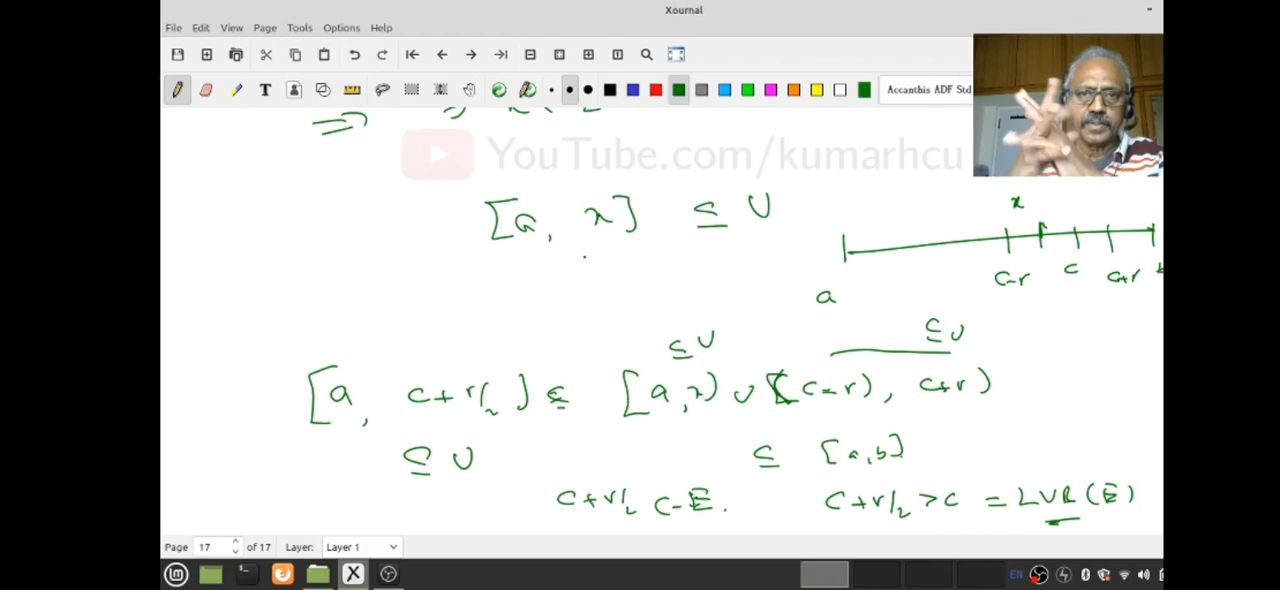 Xournal
File Edit View Page Tools Options Help
Accanthis ADF Std
YouTube.com/kumarhcu
[a, x] ⊆ U
x
c-r c c+r
a
⊆ U ⊆ U
[a, c+r/2] ⊆ [a, x) ∪ (c-r), c+r)
⊆ U ⊆ [a, b]
c+r/2 ∈ E. c+r/2 > c = LUB(E)
Page 17 of 17 Layer: Layer 1
EN